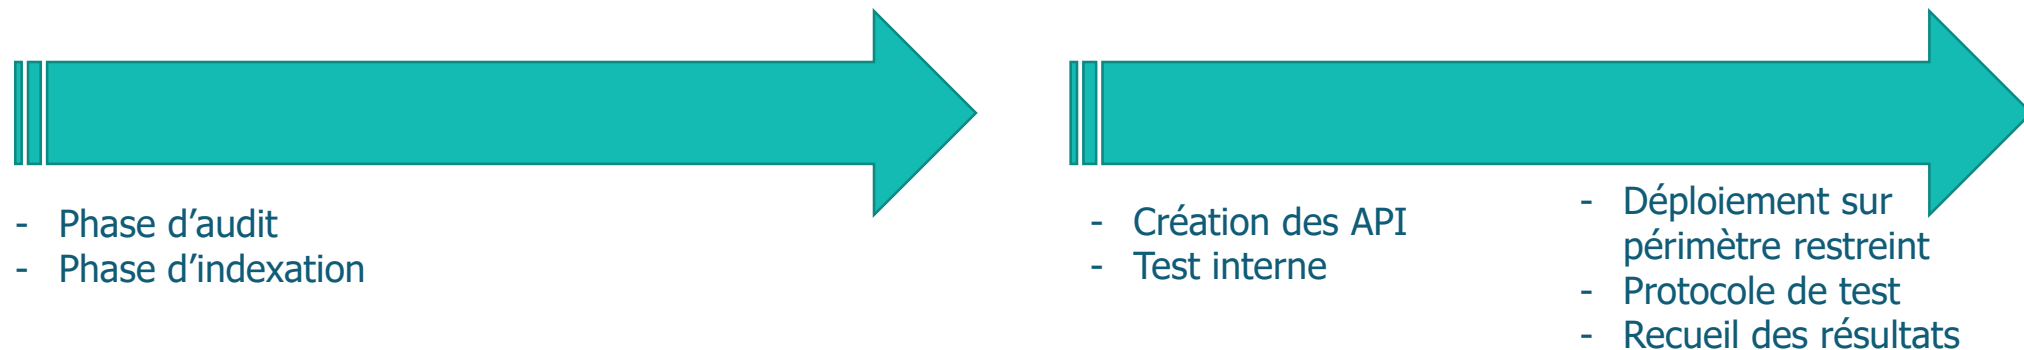 - Phase d’audit
- Phase d’indexation
- Création des API
- Test interne
- Déploiement sur
périmètre restreint
- Protocole de test
- Recueil des résultats